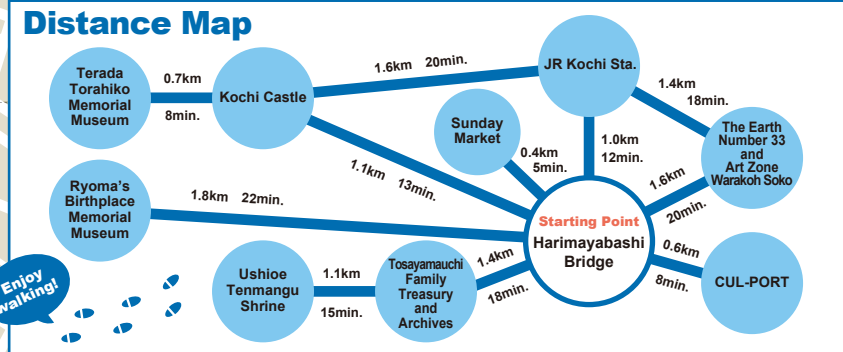 Distance Map
Terada
Torahiko
Memorial
Museum
0.7km
8min.
Kochi Castle
1.6km 20min.
JR Kochi Sta.
1.4km
18min.
The Earth
Number 33
and
Art Zone
Warakoh Soko
Sunday
Market
0.4km
5min.
1.0km
12min.
1.1km 13min.
1.6km
20min.
Ryoma's
Birthplace
Memorial
Museum
1.8km 22min.
Starting Point
Harimayabashi
Bridge
0.6km
8min.
CUL-PORT
Ushioe
Tenmangu
Shrine
1.1km
15min.
Tosayamauchi
Family
Treasury
and
Archives
1.4km
18min.
Enjoy
walking!